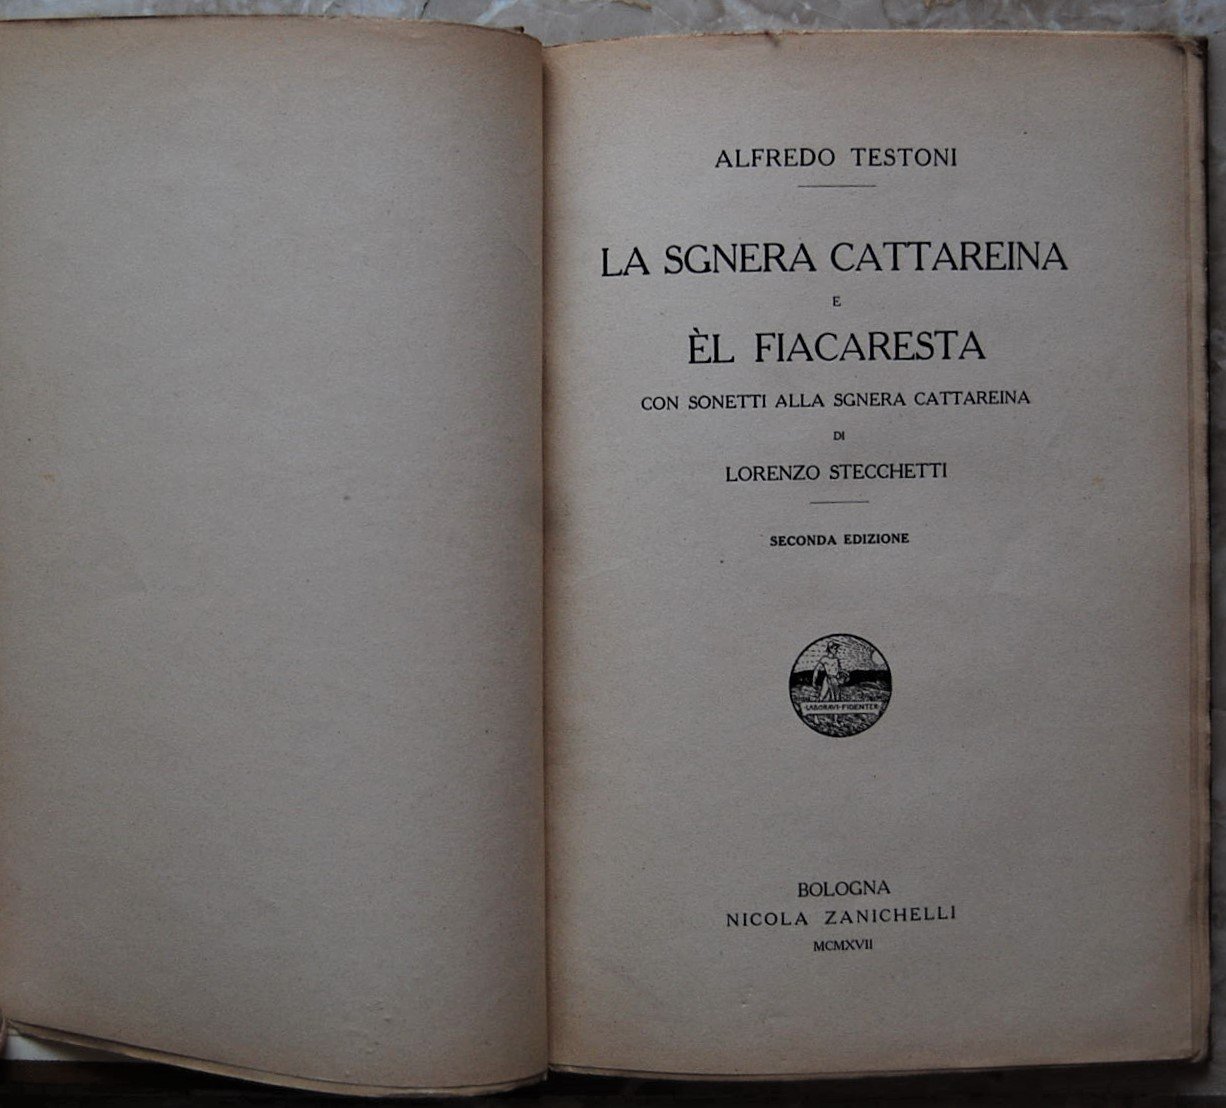 ALFREDO TESTONI
LA SGNERA CATTAREINA
E
ÈL FIACARESTA
CON SONETTI ALLA SGNERA CATTAREINA
DI
LORENZO STECCHETTI
SECONDA EDIZIONE
LABORAVI·FIDENTER
BOLOGNA
NICOLA ZANICHELLI
MCMXVII